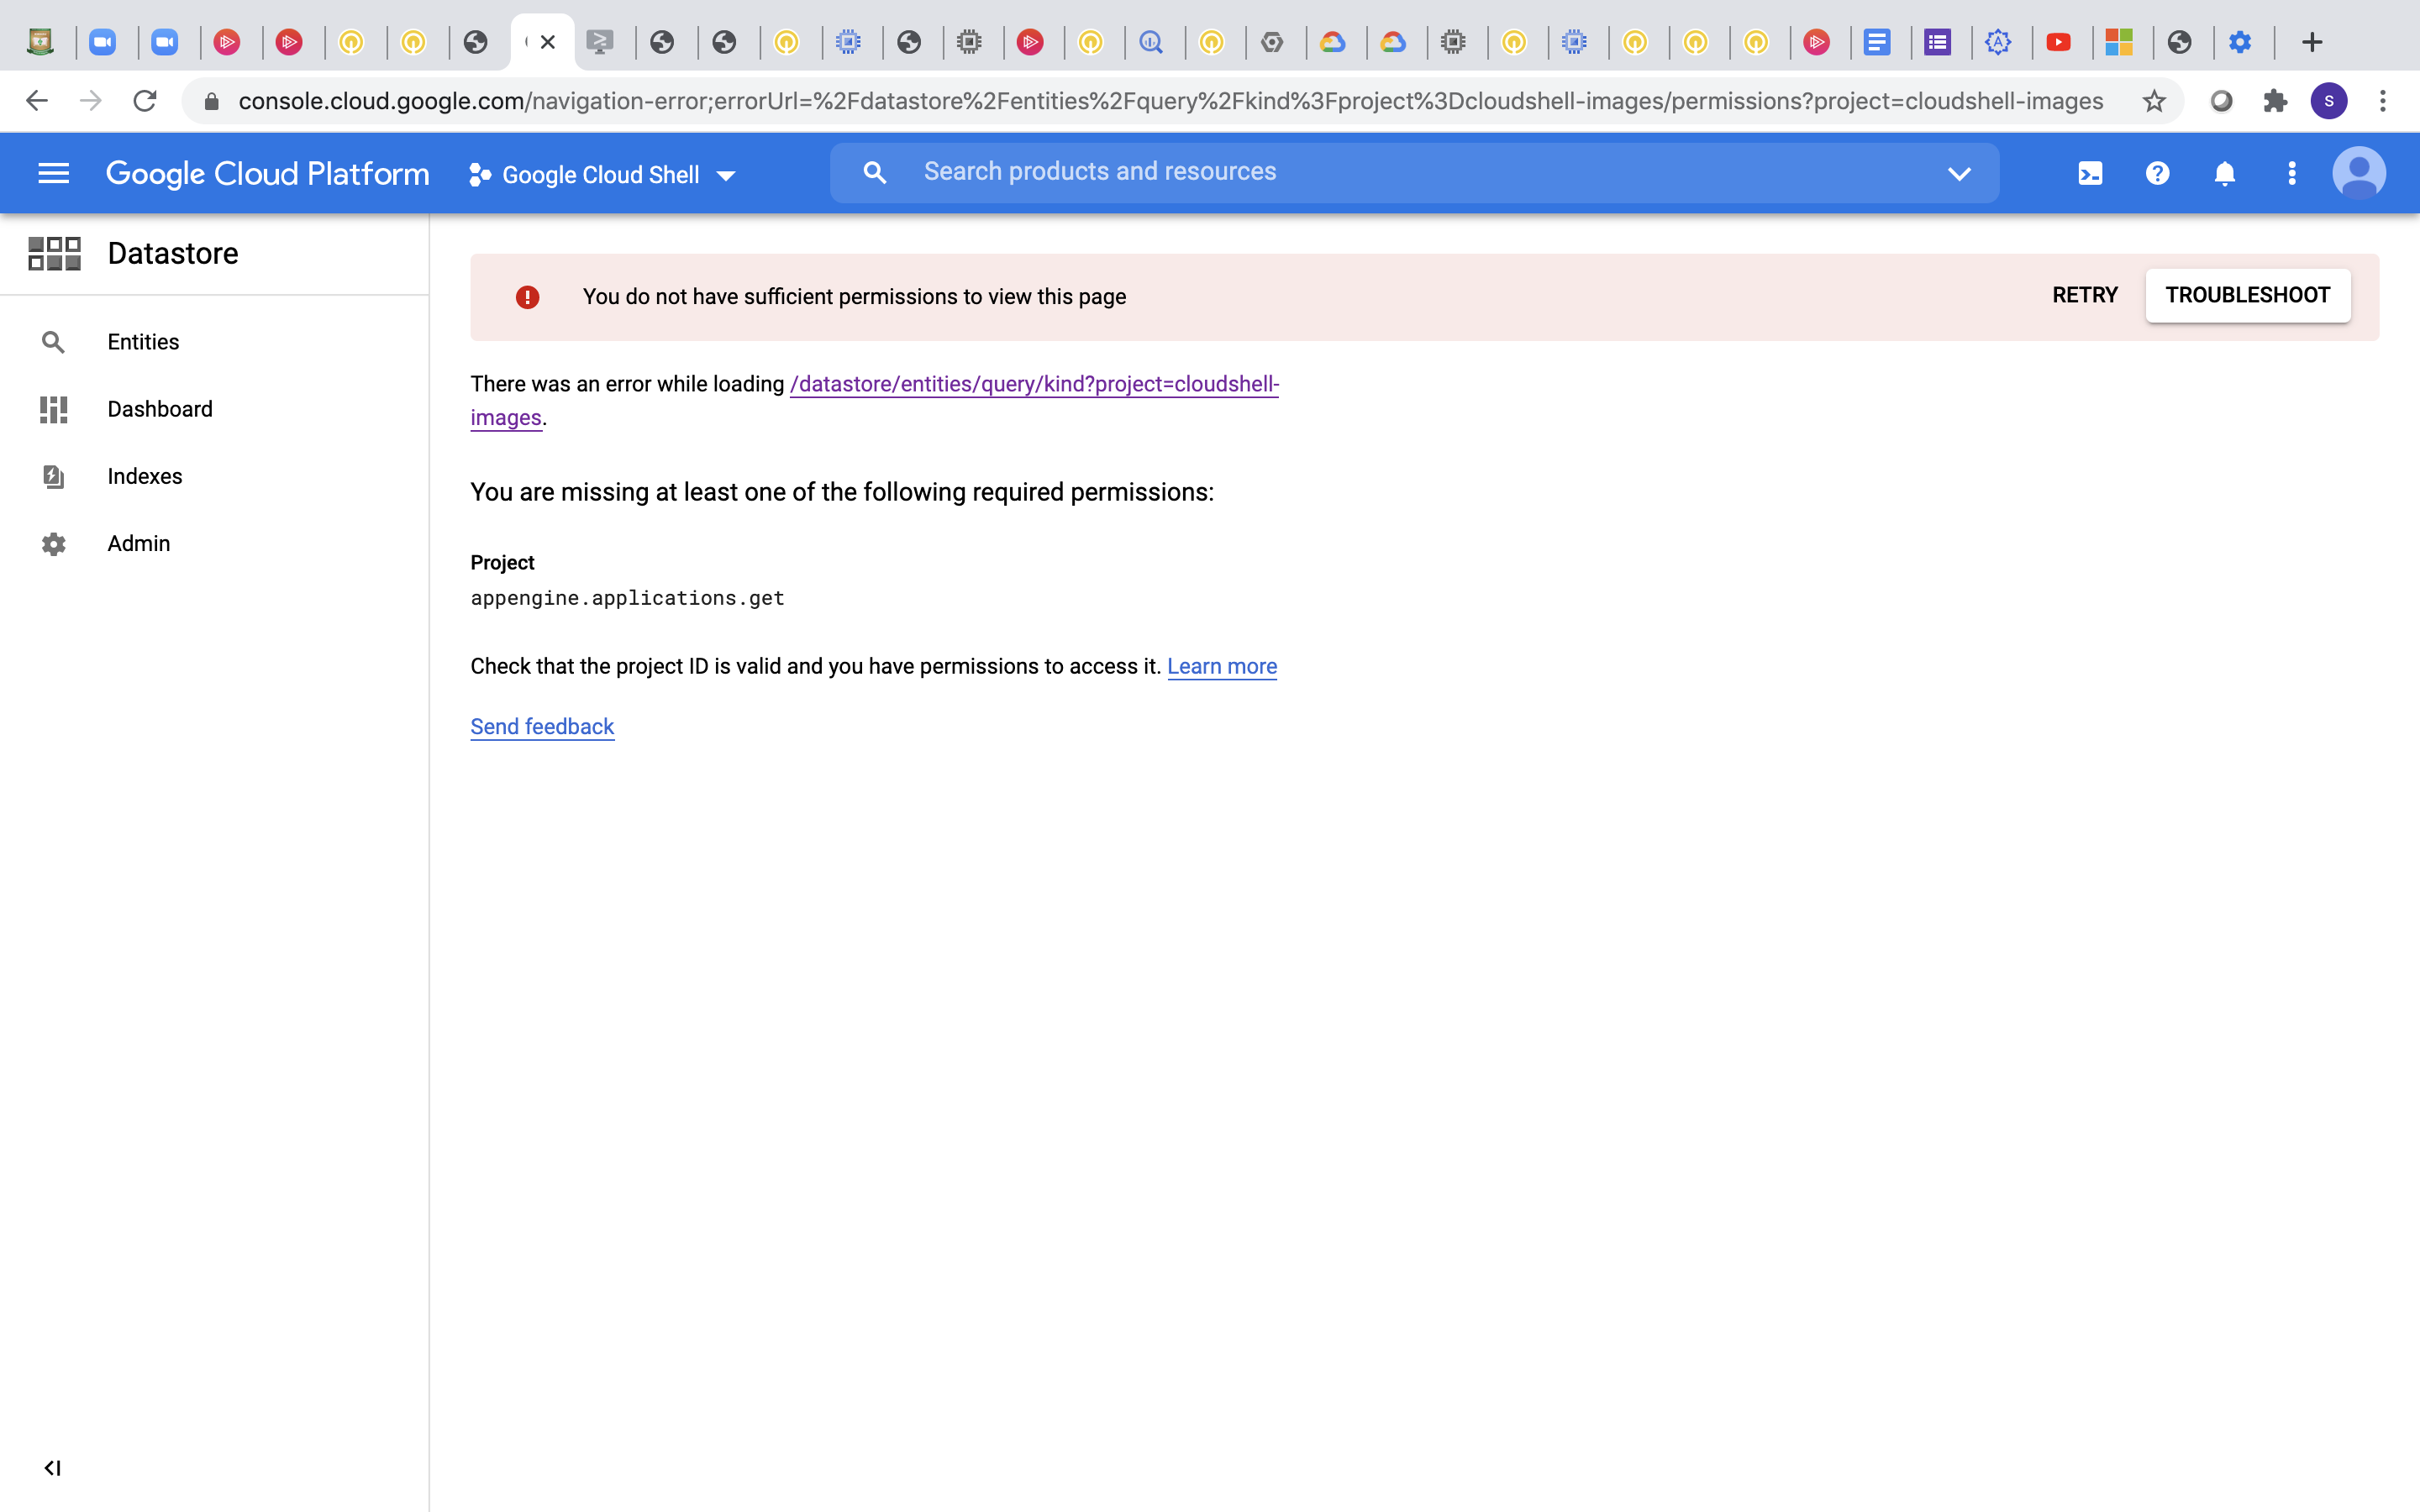 console.cloud.google.com/navigation-error;errorUrl=%2Fdatastore%2Fentities%2Fquery%2Fkind%3Fproject%3Dcloudshell-images/permissions?project=cloudshell-images
S
Google Cloud Platform
Google Cloud Shell
Search products and resources
Datastore
Entities
Dashboard
Indexes
Admin
You do not have sufficient permissions to view this page
RETRY
TROUBLESHOOT
There was an error while loading /datastore/entities/query/kind?project=cloudshell-
images.
You are missing at least one of the following required permissions:
Project
appengine.applications.get
Check that the project ID is valid and you have permissions to access it. Learn more
Send feedback